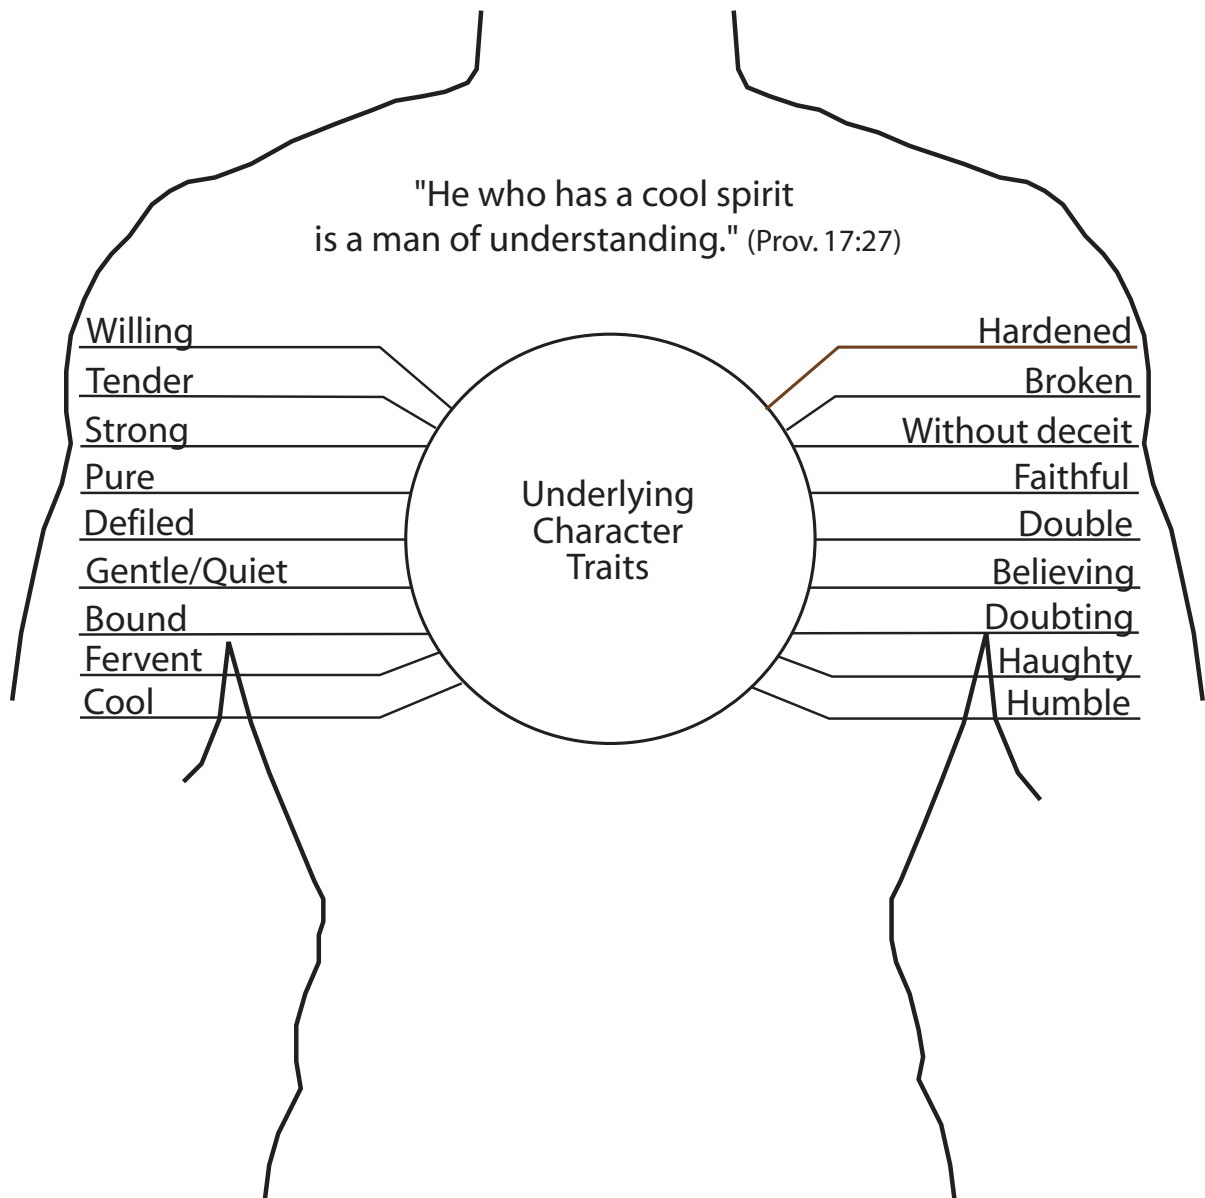 "He who has a cool spirit
is a man of understanding." (Prov. 17:27)
Willing
Tender
Strong
Pure
Defiled
Gentle/Quiet
Bound
Fervent
Cool
Underlying
Character
Traits
Hardened
Broken
Without deceit
Faithful
Double
Believing
Doubting
Haughty
Humble